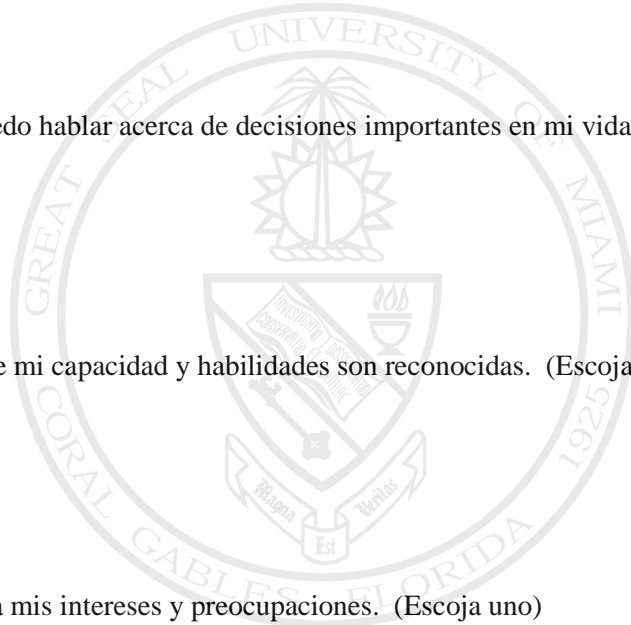 UNIVERSITY OF MIAMI
GREAT SEAL
edo hablar acerca de decisiones importantes en mi vida
e mi capacidad y habilidades son reconocidas. (Escoja
Magna
Est
Veritas
1925
CORAL GABLES FLORIDA
a mis intereses y preocupaciones. (Escoja uno)